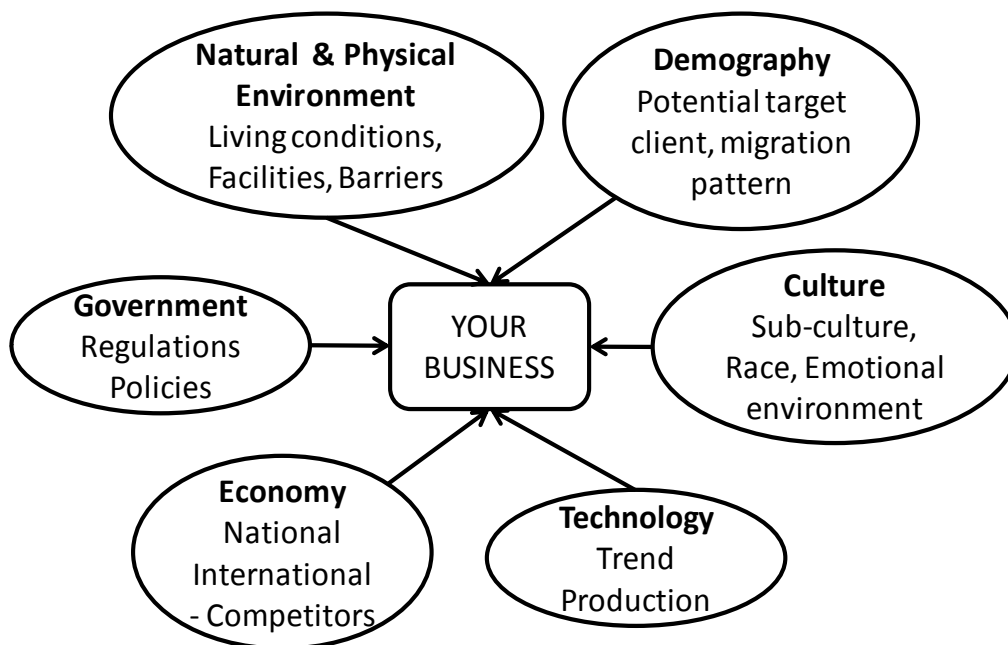 Natural & Physical
Environment
Living conditions,
Facilities, Barriers
Demography
Potential target
client, migration
pattern
Government
Regulations
Policies
YOUR
BUSINESS
Culture
Sub-culture,
Race, Emotional
environment
Economy
National
International
- Competitors
Technology
Trend
Production